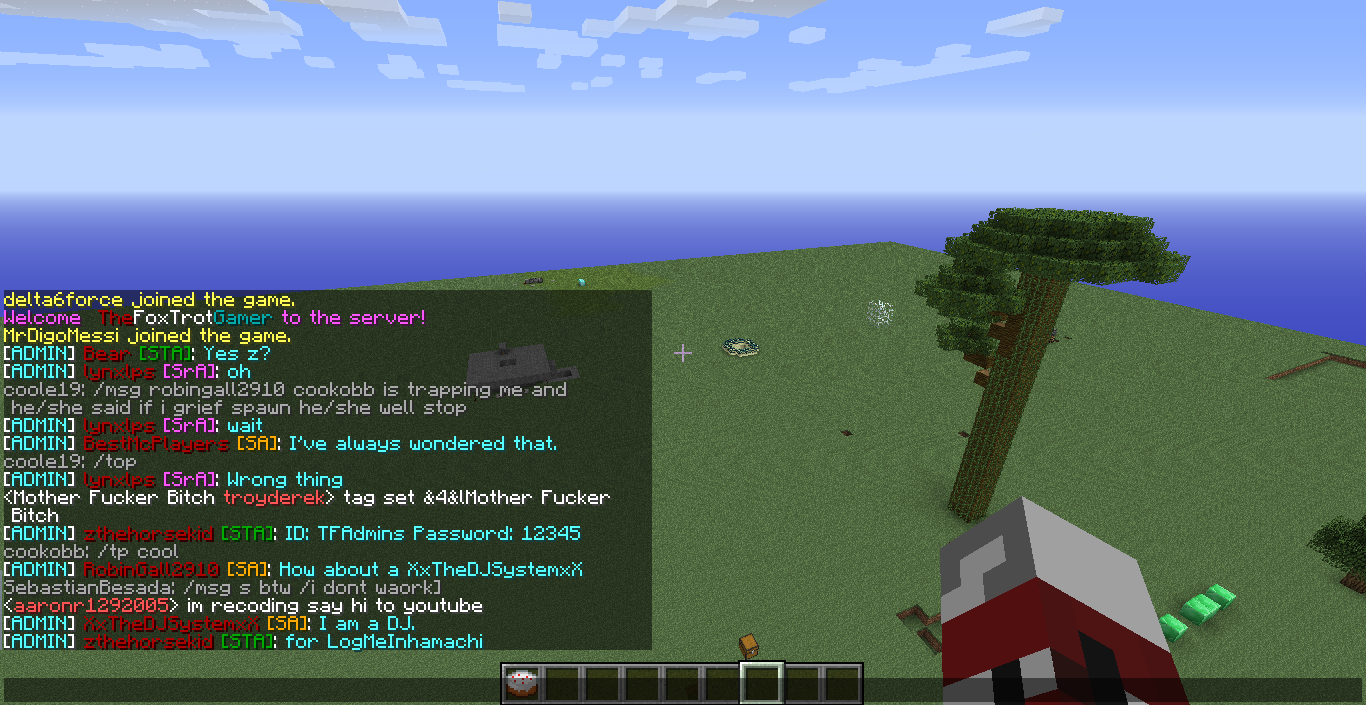 delta6force joined the game.
Welcome TheFoxTrotGamer to the server!
MrDigoMessi joined the game.
[ADMIN] Bear [STA]: Yes z?
[ADMIN] lynxlps [SrA]: oh
coole19: /msg robingall2910 cookobb is trapping me and
he/she said if i grief spawn he/she well stop
[ADMIN] lynxlps [SrA]: wait
[ADMIN] BestMcPlayers [SA]: I've always wondered that.
coole19: /top
[ADMIN] lynxlps [SrA]: Wrong thing
<Mother Fucker Bitch troyderek> tag set &4&lMother Fucker
Bitch
[ADMIN] zthehorsekid [STA]: ID: TFAdmins Password: 12345
cookobb: /tp cool
[ADMIN] RobinGall2910 [SA]: How about a XxTheDJSystemxX
SebastianBesada: /msg s btw /i dont waork]
<aaronr1292005> im recoding say hi to youtube
[ADMIN] XxTheDJSystemxX [SA]: I am a DJ.
[ADMIN] zthehorsekid [STA]: for LogMeInhamachi